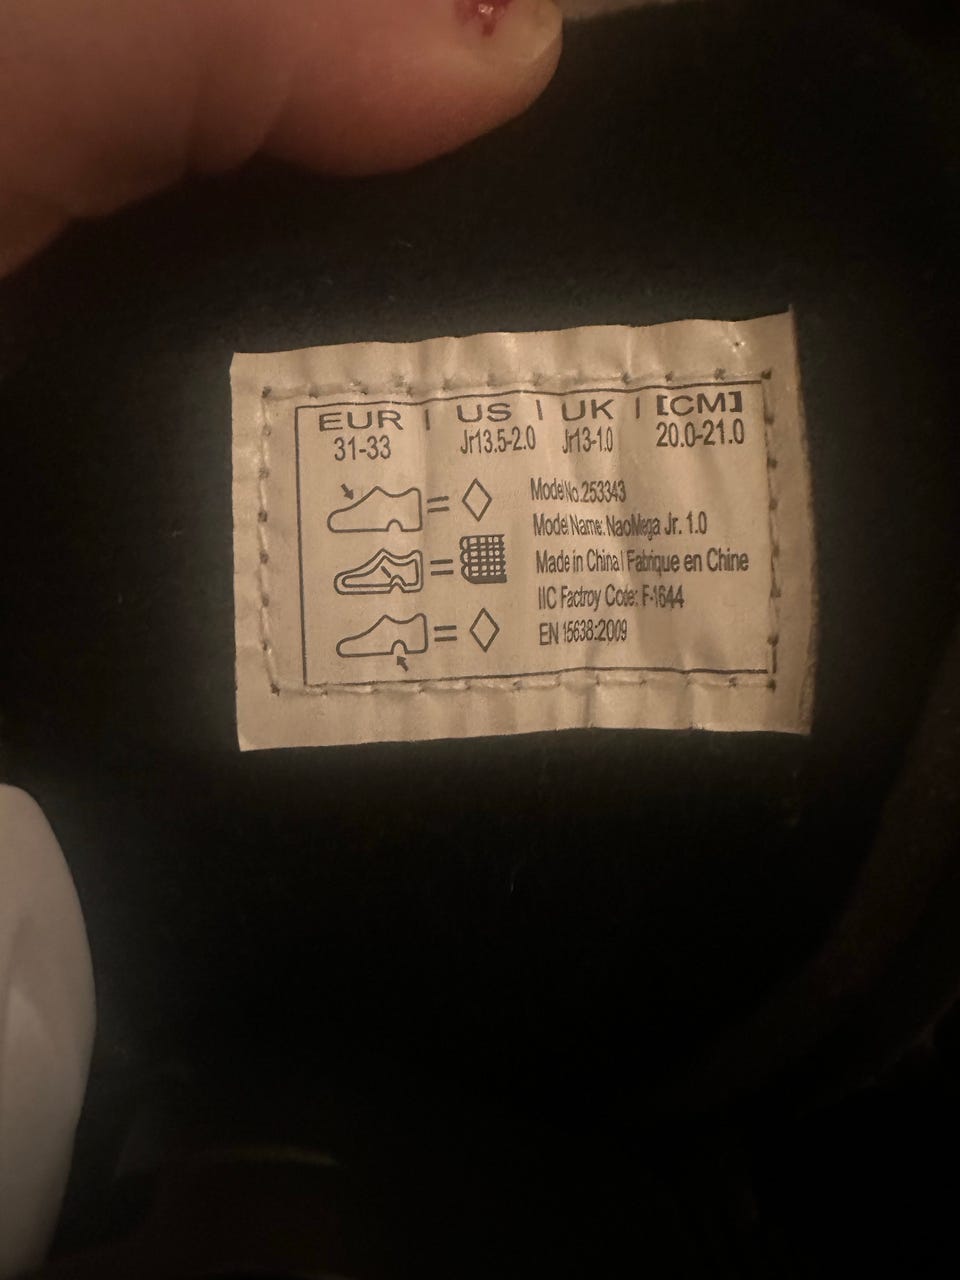 EUR | US | UK | [CM]
31-33 Jr13.5-2.0 Jr13-1.0 20.0-21.0
=
Model No.253343
Model Name: NaoMega Jr. 1.0
=
Made in China | Fabrique en Chine
IIC Factroy Code: F-1644
=
EN 15638:2009